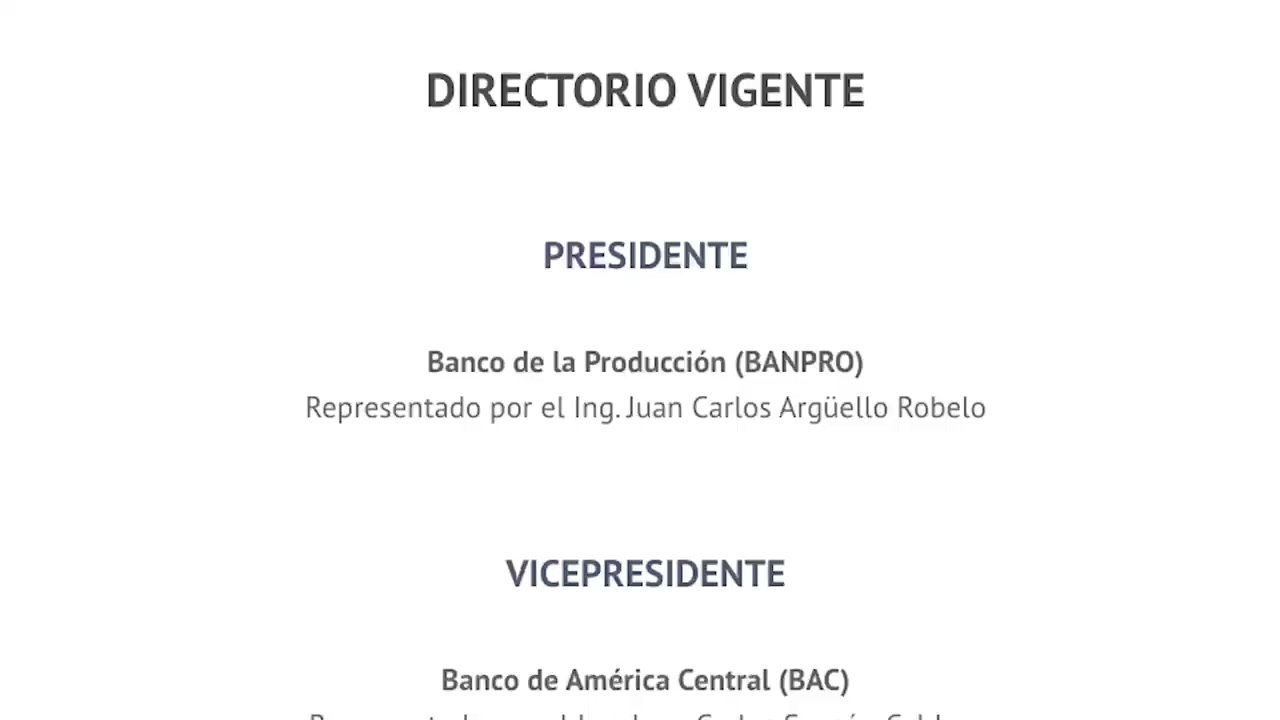 DIRECTORIO VIGENTE
PRESIDENTE
Banco de la Producción (BANPRO)
Representado por el Ing. Juan Carlos Argüello Robelo
VICEPRESIDENTE
Banco de América Central (BAC)